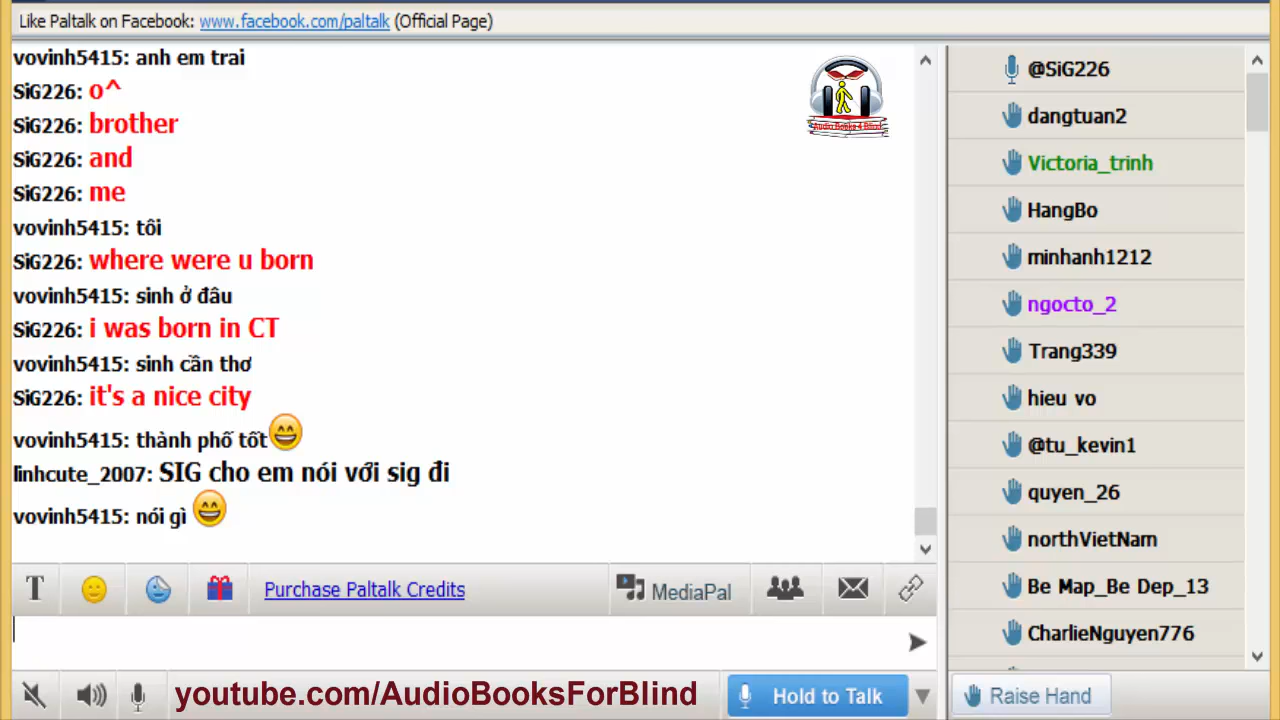 Like Paltalk on Facebook: www.facebook.com/paltalk (Official Page)
vovinh5415: anh em trai
SiG226: o^
SiG226: brother
SiG226: and
SiG226: me
vovinh5415: tôi
SiG226: where were u born
vovinh5415: sinh ở đâu
SiG226: i was born in CT
vovinh5415: sinh cần thơ
SiG226: it's a nice city
vovinh5415: thành phố tốt
linhcute_2007: SIG cho em nói với sig đi
vovinh5415: nói gì
Audio Books 4 Blind
@SiG226
dangtuan2
Victoria_trinh
HangBo
minhanh1212
ngocto_2
Trang339
hieu vo
@tu_kevin1
quyen_26
northVietNam
Be Map_Be Dep_13
CharlieNguyen776
T
Purchase Paltalk Credits
MediaPal
youtube.com/AudioBooksForBlind
Hold to Talk
Raise Hand